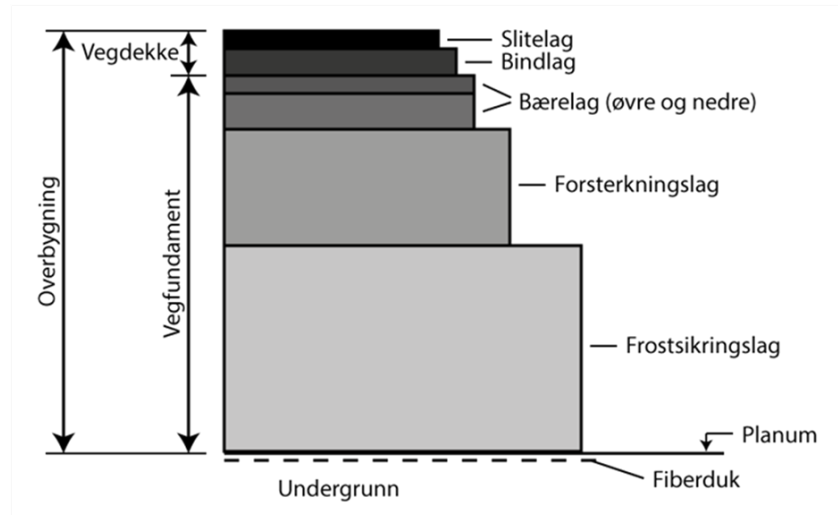 Slitelag
Vegdekke
Bindlag
Bærelag (øvre og nedre)
Forsterkningslag
Overbygning
Vegfundament
Frostsikringslag
Planum
Fiberduk
Undergrunn